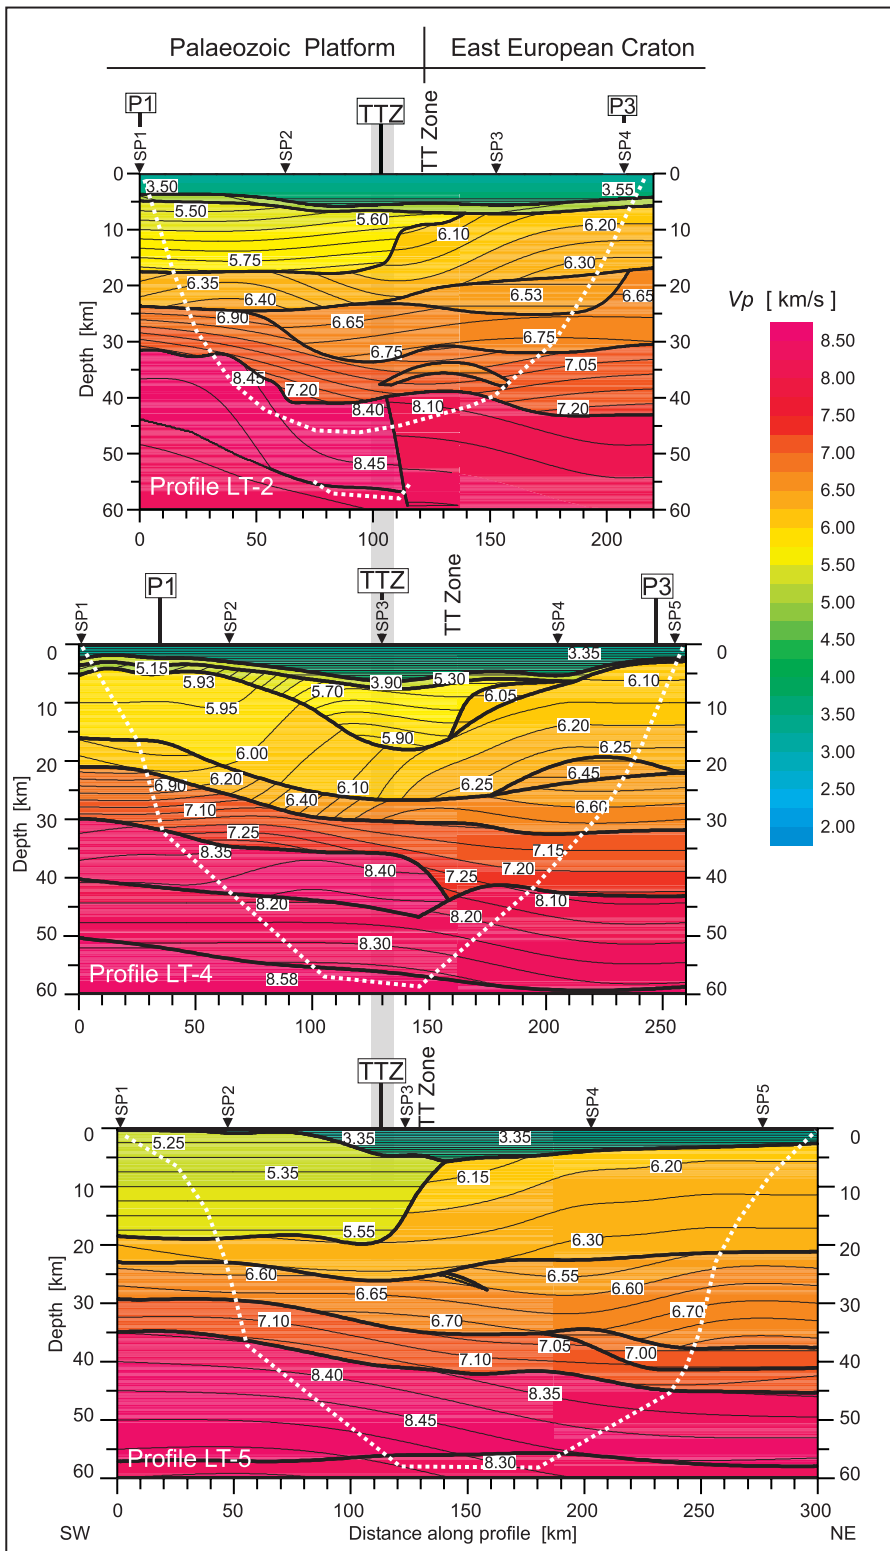 Palaeozoic Platform East European Craton
P1 TTZ TT Zone P3
SP1 SP2 SP3 SP4
0 0
3.50 3.55
5.50 5.60 6.20
10 6.10 10
5.75 6.30
20 20
6.35 6.40 6.53 6.65
6.90 6.65
30 6.75 30
6.75 7.05
8.45 7.20
40 8.40 8.10 7.20 40
50 8.45 50
Profile LT-2
60 60
0 50 100 150 200
Depth [km]
Vp [ km/s ]
8.50
8.00
7.50
7.00
6.50
6.00
5.50
5.00
4.50
4.00
3.50
3.00
2.50
2.00
P1 TTZ TT Zone P3
SP1 SP2 SP3 SP4 SP5
0 3.35 0
5.15 5.93 5.70 3.90 5.30 6.05 6.10
10 5.95 10
5.90 6.20
6.00 6.25
20 6.20 6.45 20
6.90 6.10 6.25
7.10 6.40 6.60
30 30
7.25 7.15
8.35 8.40 7.25 7.20
40 40
8.20 8.20 8.10
50 8.30 50
Profile LT-4 8.58
60 60
0 50 100 150 200 250
Depth [km]
TTZ TT Zone
SP1 SP2 SP3 SP4 SP5
0 5.25 3.35 3.35 0
5.35 6.15 6.20
10 10
5.55 6.30
20 20
6.60 6.55
6.65 6.60
30 30
7.10 6.70 6.70
7.05 7.00
40 7.10 40
8.40 8.35
50 8.45 50
Profile LT-5 8.30
60 60
0 50 100 150 200 250 300
Depth [km]
SW Distance along profile [km] NE